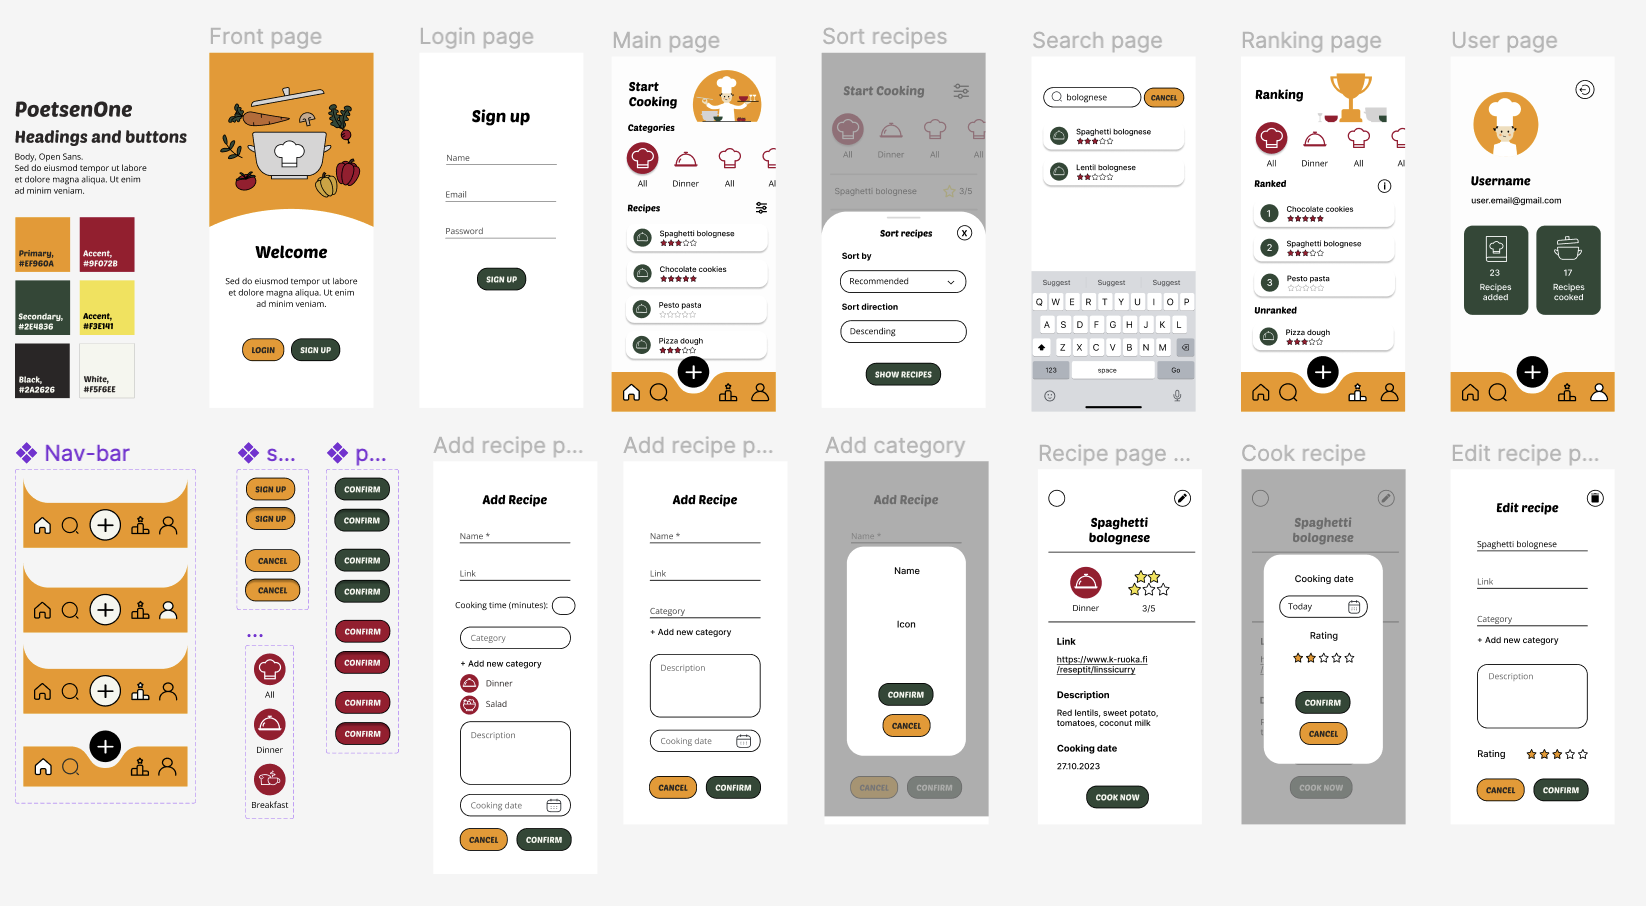 PoetsenOne
Headings and buttons
Body, Open Sans.
Sed do eiusmod tempor ut labore
et dolore magna aliqua. Ut enim
ad minim veniam.
Primary,
#EF960A
Accent,
#9F072B
Secondary,
#2E4836
Accent,
#F3E141
Black,
#2A2626
White,
#F5F6EE
Front page
Welcome
Sed do eiusmod tempor ut labore
et dolore magna aliqua. Ut enim
ad minim veniam.
LOGIN
SIGN UP
Login page
Sign up
Name
Email
Password
SIGN UP
Main page
Start
Cooking
Categories
All
Dinner
All
Al
Recipes
Spaghetti bolognese
Chocolate cookies
Pesto pasta
Pizza dough
Sort recipes
Start Cooking
All
Dinner
All
All
Spaghetti bolognese
3/5
Sort recipes
X
Sort by
Recommended
Sort direction
Descending
SHOW RECIPES
Search page
bolognese
CANCEL
Spaghetti bolognese
Lentil bolognese
Suggest
Suggest
Suggest
Q W E R T Y U I O P
A S D F G H J K L
Z X C V B N M
123
space
Go
Ranking page
Ranking
All
Dinner
All
Al
Ranked
i
1
Chocolate cookies
2
Spaghetti bolognese
3
Pesto pasta
Unranked
Pizza dough
User page
Username
user.email@gmail.com
23
Recipes
added
17
Recipes
cooked
Nav-bar
s...
SIGN UP
SIGN UP
CANCEL
CANCEL
...
All
Dinner
Breakfast
p...
CONFIRM
CONFIRM
CONFIRM
CONFIRM
CONFIRM
CONFIRM
CONFIRM
CONFIRM
Add recipe p...
Add Recipe
Name *
Link
Cooking time (minutes):
Category
+ Add new category
Dinner
Salad
Description
Cooking date
CANCEL
CONFIRM
Add recipe p...
Add Recipe
Name *
Link
Category
+ Add new category
Description
Cooking date
CANCEL
CONFIRM
Add category
Add Recipe
Name *
Name
Icon
CONFIRM
CANCEL
CANCEL
CONFIRM
Recipe page ...
Spaghetti
bolognese
Dinner
3/5
Link
https://www.k-ruoka.fi
/reseptit/linssicurry
Description
Red lentils, sweet potato,
tomatoes, coconut milk
Cooking date
27.10.2023
COOK NOW
Cook recipe
Spaghetti
bolognese
Cooking date
Today
Rating
CONFIRM
CANCEL
COOK NOW
Edit recipe p...
Edit recipe
Spaghetti bolognese
Link
Category
+ Add new category
Description
Rating
CANCEL
CONFIRM